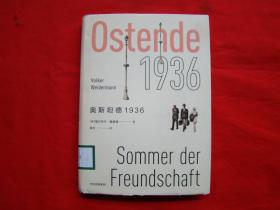 Ostende
1936
Volker
Weidermann
奥斯坦德1936
Sommer der
Freundschaft